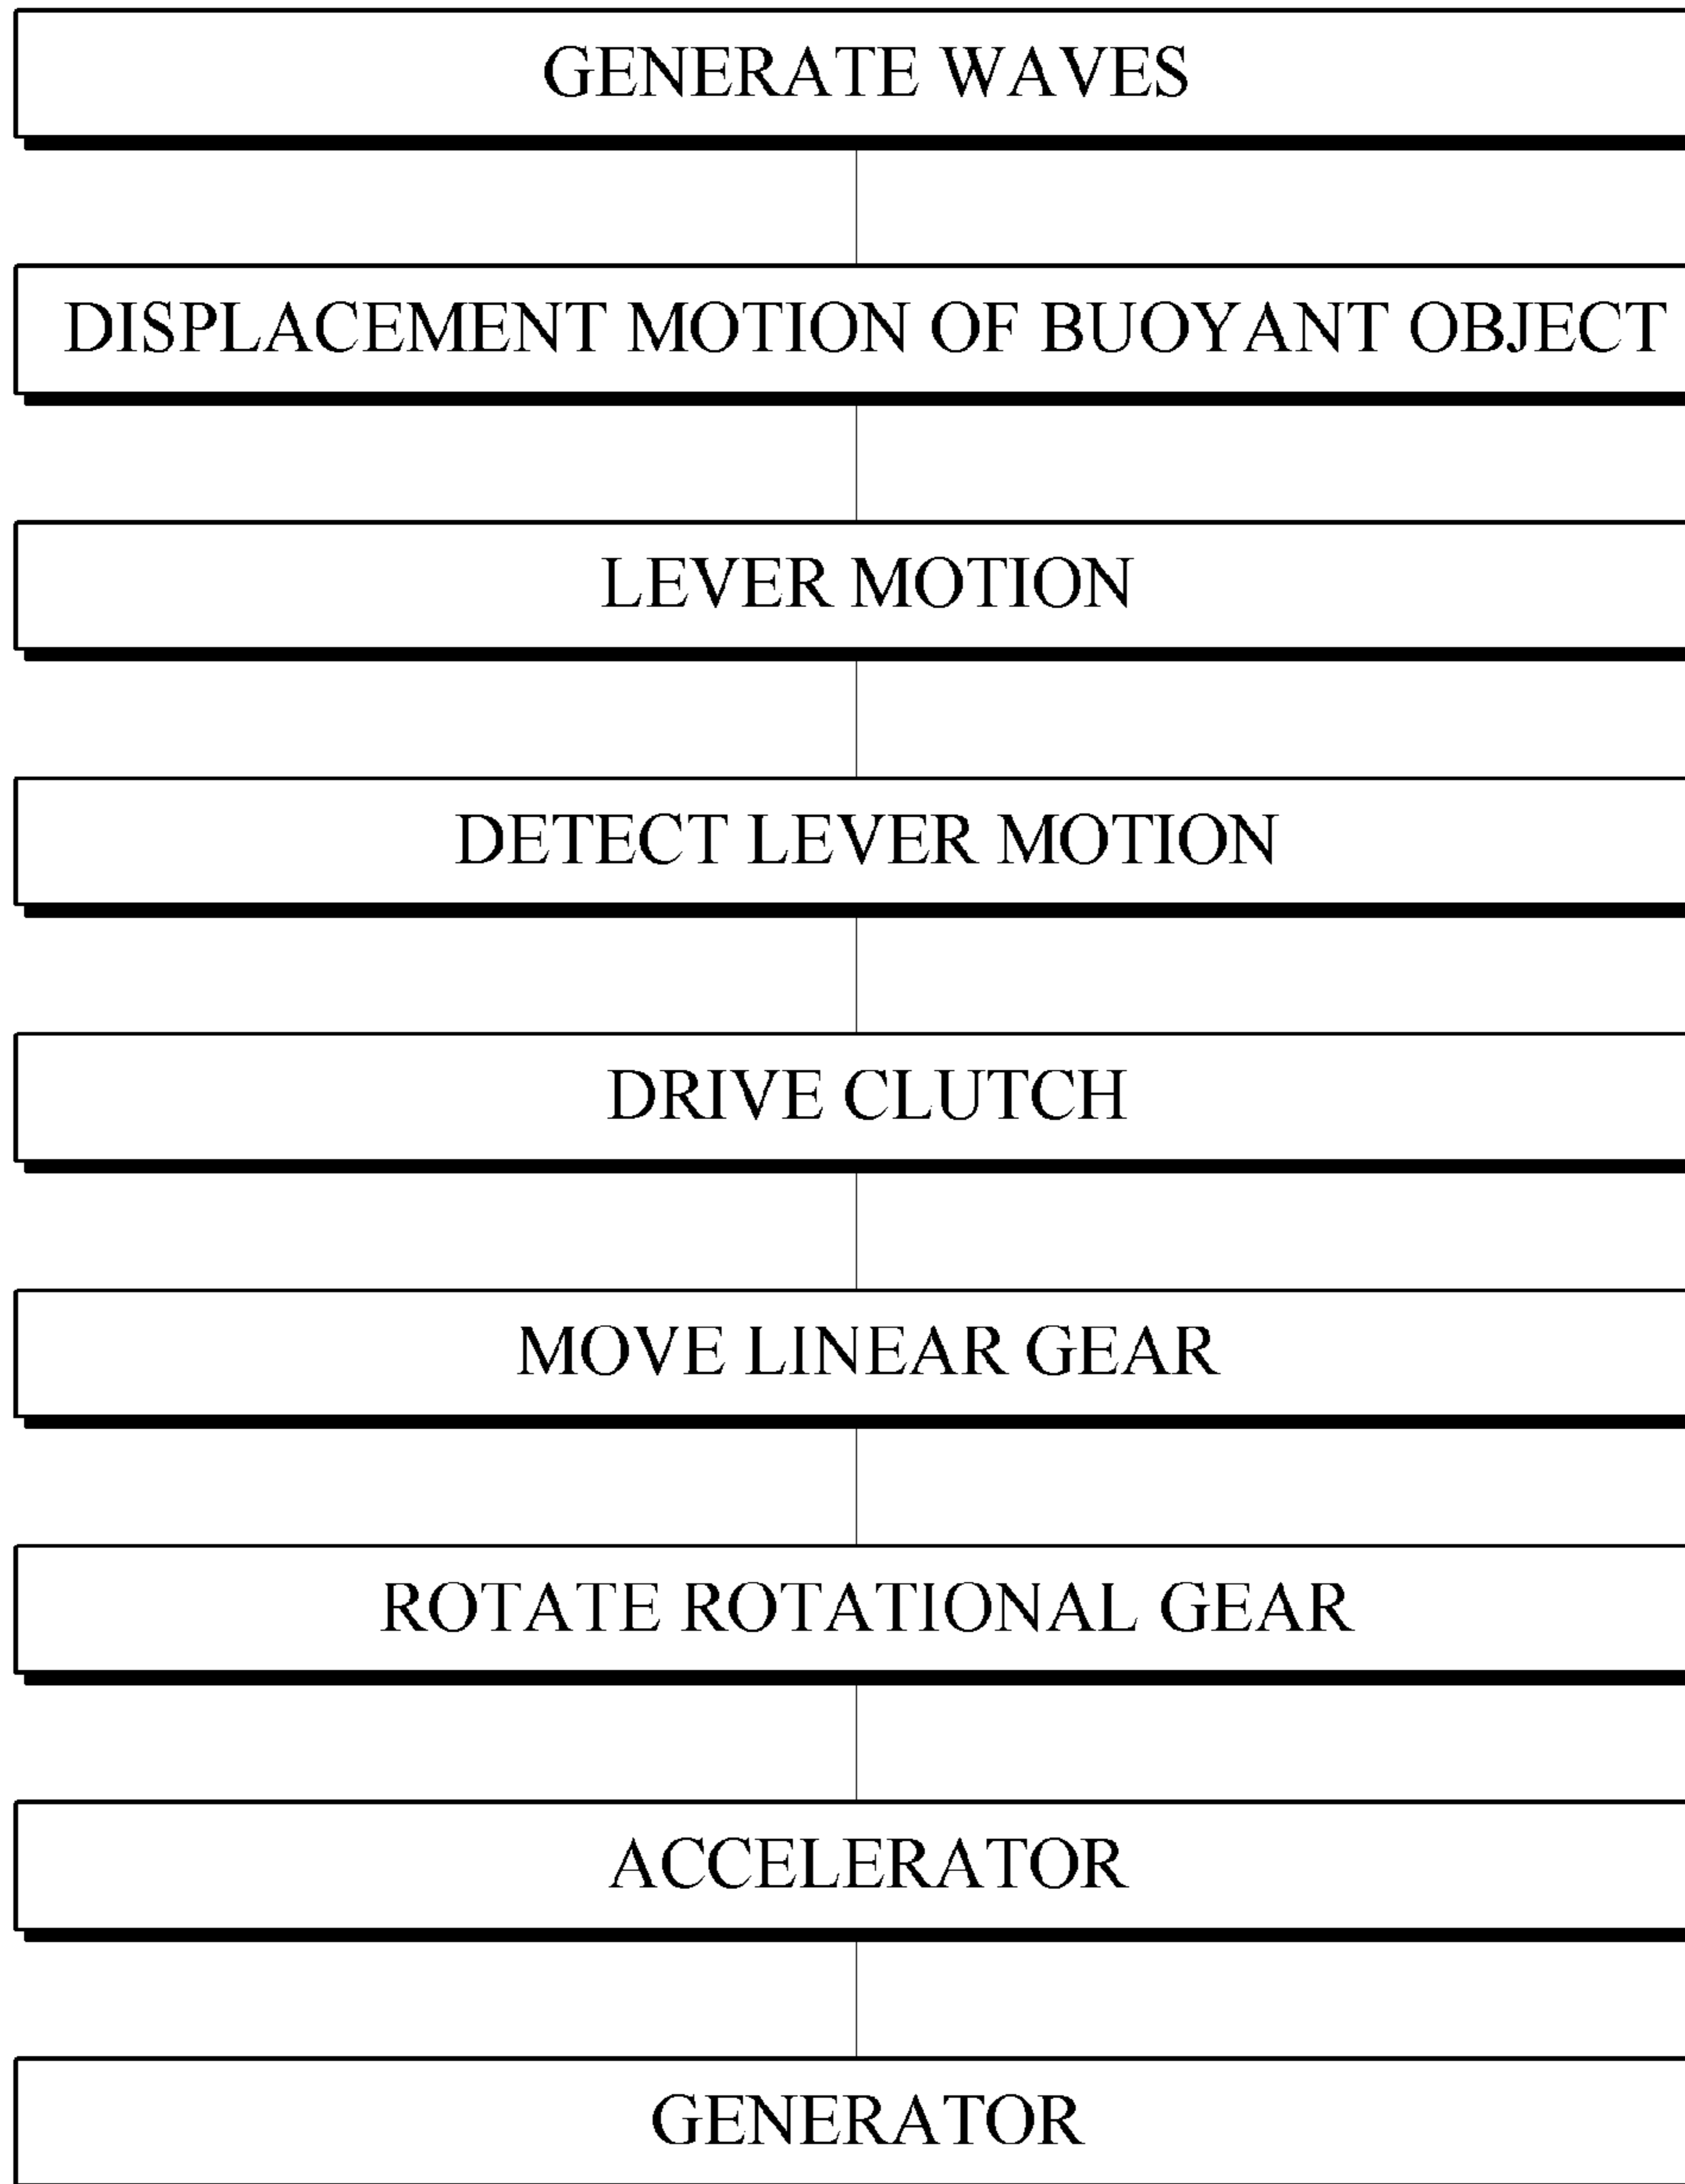 GENERATE WAVES
DISPLACEMENT MOTION OF BUOYANT OBJECT
LEVER MOTION
DETECT LEVER MOTION
DRIVE CLUTCH
MOVE LINEAR GEAR
ROTATE ROTATIONAL GEAR
ACCELERATOR
GENERATOR